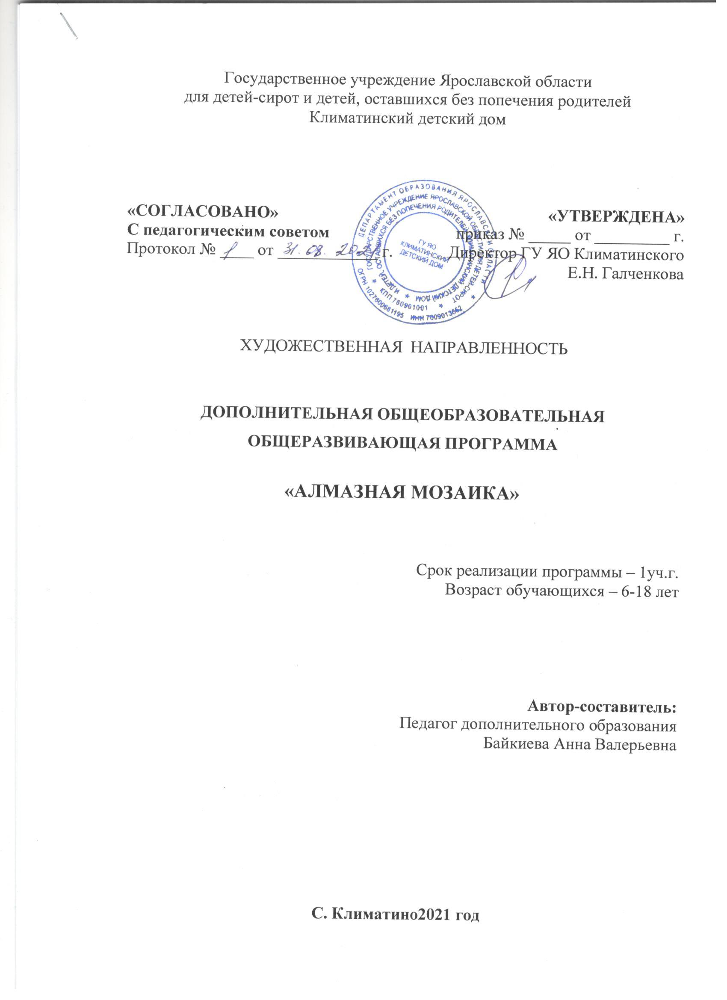 Государственное учреждение Ярославской области
для детей-сирот и детей, оставшихся без попечения родителей
Климатинский детский дом
«СОГЛАСОВАНО»
С педагогическим советом
Протокол № 1 от 31.08.2021 г.
«УТВЕРЖДЕНА»
приказ № _____ от _________ г.
Директор ГУ ЯО Климатинского
Е.Н. Галченкова
ДЕПАРТАМЕНТ ОБРАЗОВАНИЯ ЯРОСЛАВСКОЙ ОБЛАСТИ
ОГРН 1027600681195 ИНН 7609013662
ГОСУДАРСТВЕННОЕ УЧРЕЖДЕНИЕ ЯРОСЛАВСКОЙ ОБЛАСТИ ДЛЯ ДЕТЕЙ-СИРОТ
КПП 760901001
И ДЕТЕЙ, ОСТАВШИХСЯ БЕЗ ПОПЕЧЕНИЯ РОДИТЕЛЕЙ, КЛИМАТИНСКИЙ ДЕТСКИЙ ДОМ
ГУ ЯО
КЛИМАТИНСКИЙ
ДЕТСКИЙ ДОМ
ХУДОЖЕСТВЕННАЯ НАПРАВЛЕННОСТЬ
ДОПОЛНИТЕЛЬНАЯ ОБЩЕОБРАЗОВАТЕЛЬНАЯ
ОБЩЕРАЗВИВАЮЩАЯ ПРОГРАММА
«АЛМАЗНАЯ МОЗАИКА»
Срок реализации программы – 1уч.г.
Возраст обучающихся – 6-18 лет
Автор-составитель:
Педагог дополнительного образования
Байкиева Анна Валерьевна
С. Климатино2021 год